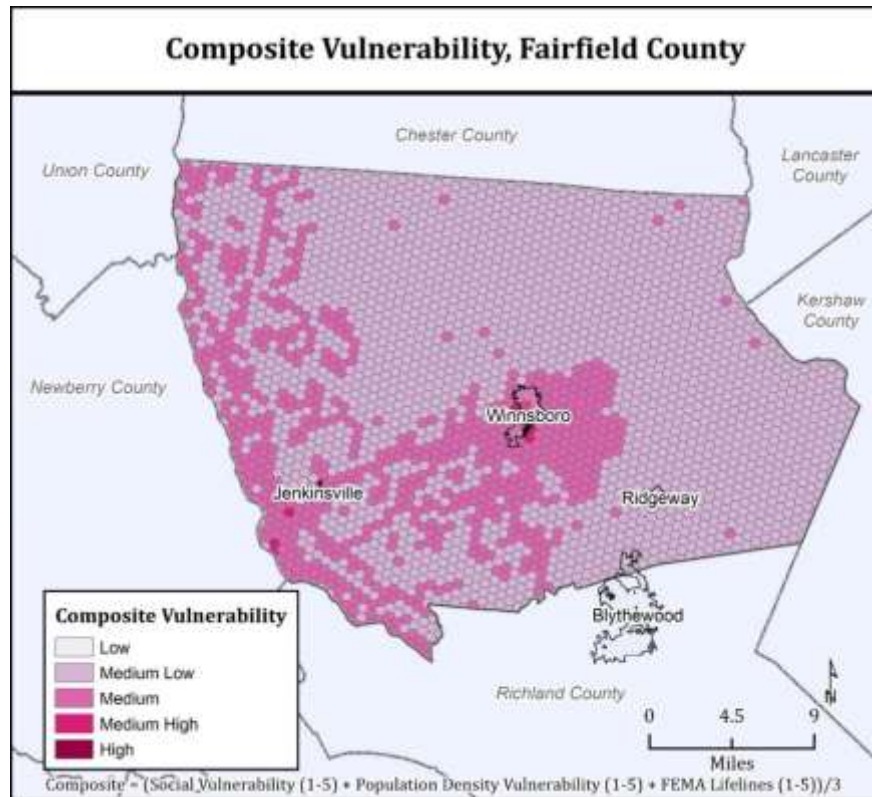 Composite Vulnerability, Fairfield County
Chester County
Union County
Lancaster
County
Kershaw
County
Newberry County
Winnsboro
Jenkinsville
Ridgeway
Blythewood
Richland County
Composite Vulnerability
Low
Medium Low
Medium
Medium High
High
N
0 4.5 9
Miles
Composite = (Social Vulnerability (1-5) + Population Density Vulnerability (1-5) + FEMA Lifelines (1-5))/3